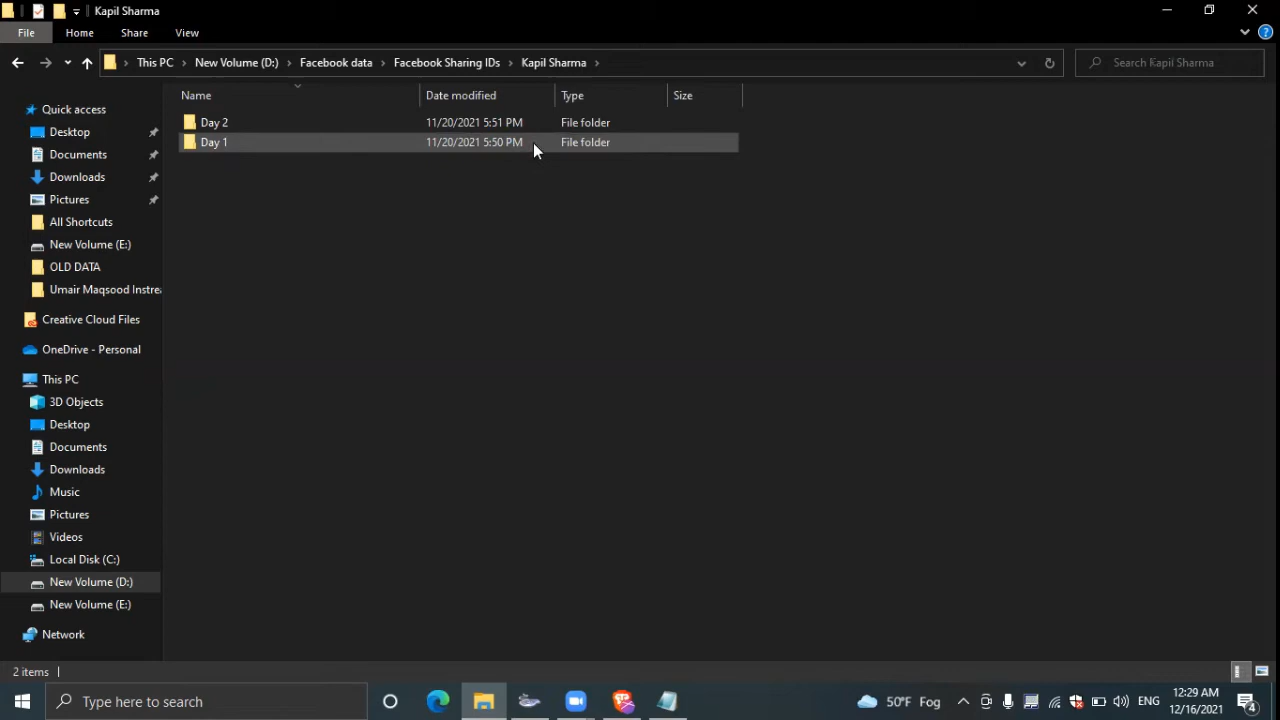 Kapil Sharma
File Home Share View
This PC New Volume (D:) Facebook data Facebook Sharing IDs Kapil Sharma
Search Kapil Sharma
Name Date modified Type Size
Day 2 11/20/2021 5:51 PM File folder
Day 1 11/20/2021 5:50 PM File folder
Quick access
Desktop
Documents
Downloads
Pictures
All Shortcuts
New Volume (E:)
OLD DATA
Umair Maqsood Instrea
Creative Cloud Files
OneDrive - Personal
This PC
3D Objects
Desktop
Documents
Downloads
Music
Pictures
Videos
Local Disk (C:)
New Volume (D:)
New Volume (E:)
Network
2 items
Type here to search
50°F Fog
ENG
12:29 AM
12/16/2021
4